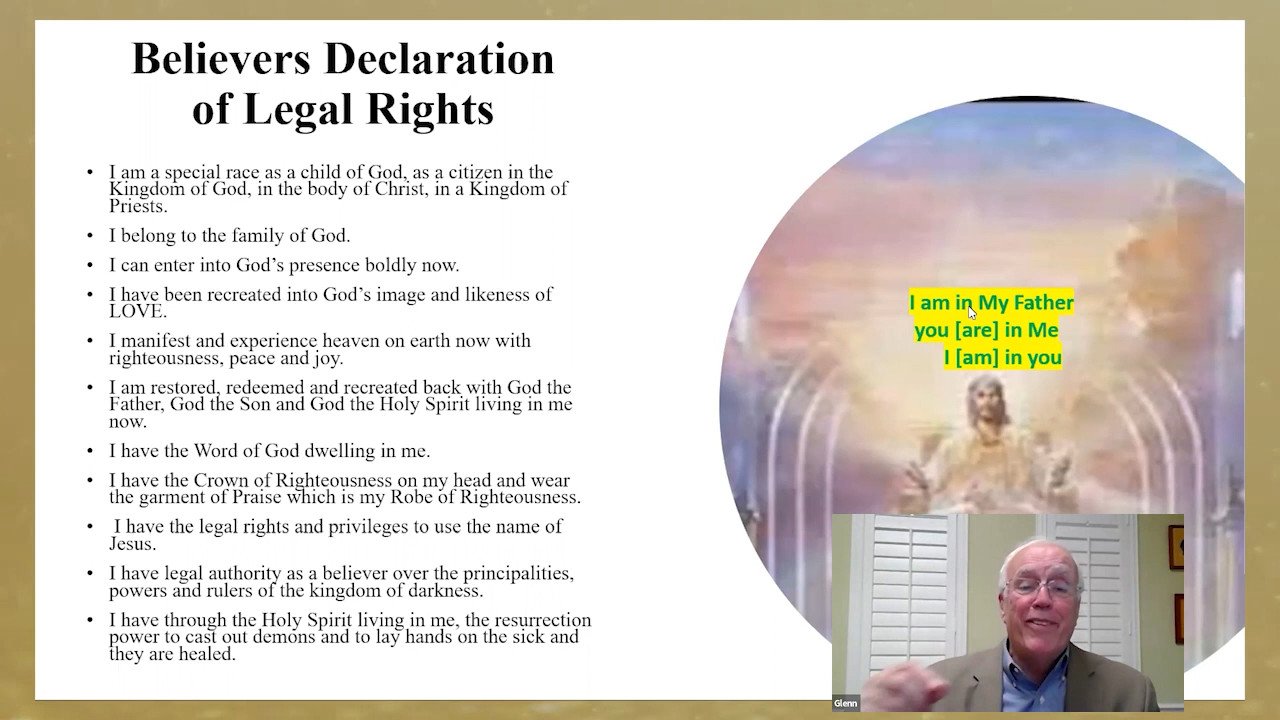 Believers Declaration
of Legal Rights
• I am a special race as a child of God, as a citizen in the
Kingdom of God, in the body of Christ, in a Kingdom of
Priests.
• I belong to the family of God.
• I can enter into God’s presence boldly now.
• I have been recreated into God’s image and likeness of
LOVE.
• I manifest and experience heaven on earth now with
righteousness, peace and joy.
• I am restored, redeemed and recreated back with God the
Father, God the Son and God the Holy Spirit living in me
now.
• I have the Word of God dwelling in me.
• I have the Crown of Righteousness on my head and wear
the garment of Praise which is my Robe of Righteousness.
• I have the legal rights and privileges to use the name of
Jesus.
• I have legal authority as a believer over the principalities,
powers and rulers of the kingdom of darkness.
• I have through the Holy Spirit living in me, the resurrection
power to cast out demons and to lay hands on the sick and
they are healed.
I am in My Father
you [are] in Me
I [am] in you
Glenn